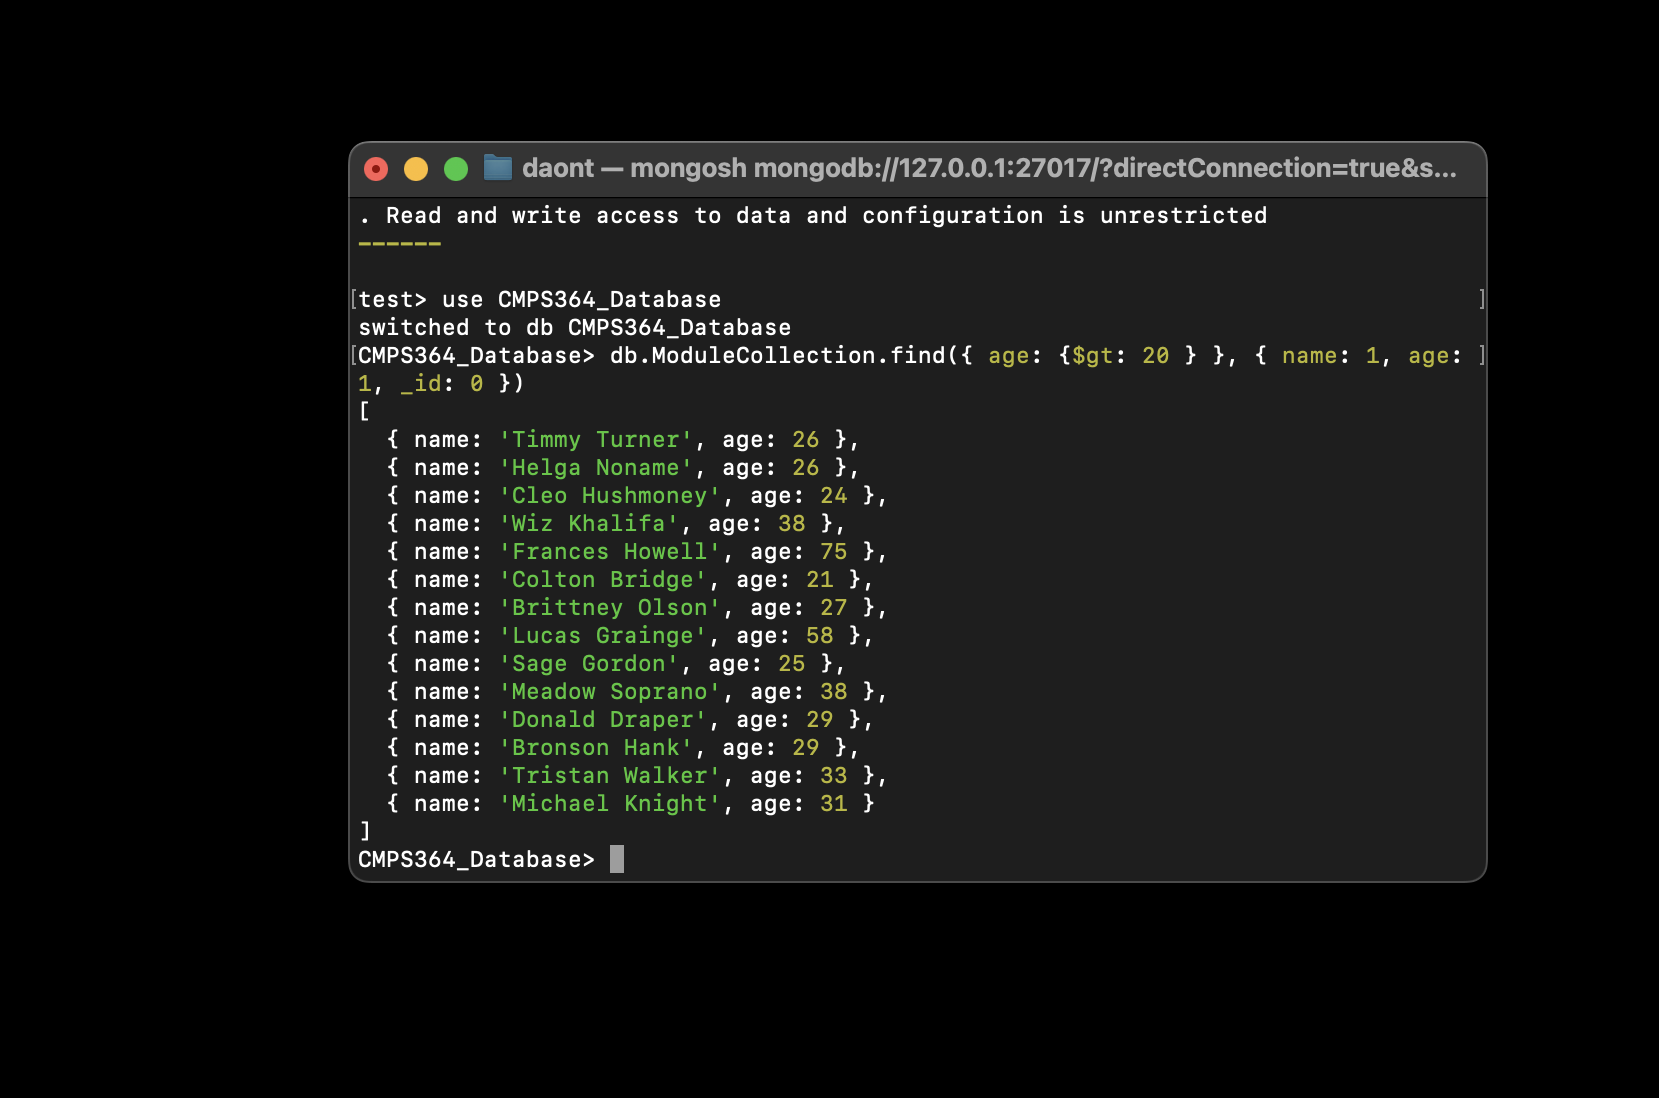 daont — mongosh mongodb://127.0.0.1:27017/?directConnection=true&s...
. Read and write access to data and configuration is unrestricted
------
[test> use CMPS364_Database ]
switched to db CMPS364_Database
[CMPS364_Database> db.ModuleCollection.find({ age: {$gt: 20 } }, { name: 1, age: ]
1, _id: 0 })
[
  { name: 'Timmy Turner', age: 26 },
  { name: 'Helga Noname', age: 26 },
  { name: 'Cleo Hushmoney', age: 24 },
  { name: 'Wiz Khalifa', age: 38 },
  { name: 'Frances Howell', age: 75 },
  { name: 'Colton Bridge', age: 21 },
  { name: 'Brittney Olson', age: 27 },
  { name: 'Lucas Grainge', age: 58 },
  { name: 'Sage Gordon', age: 25 },
  { name: 'Meadow Soprano', age: 38 },
  { name: 'Donald Draper', age: 29 },
  { name: 'Bronson Hank', age: 29 },
  { name: 'Tristan Walker', age: 33 },
  { name: 'Michael Knight', age: 31 }
]
CMPS364_Database>